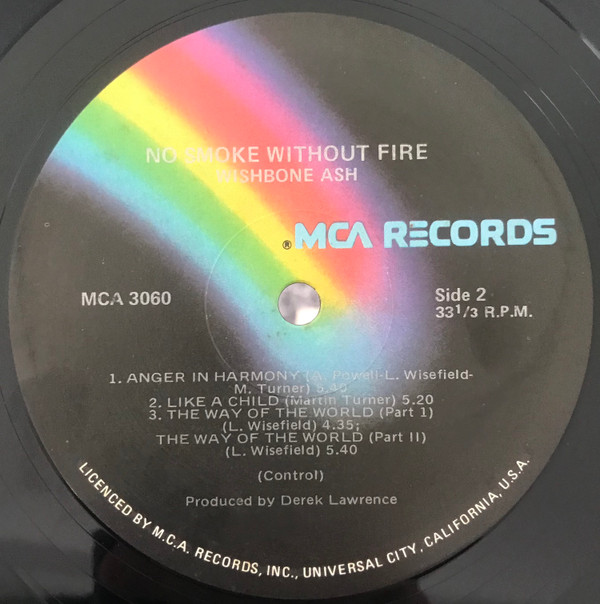 NO SMOKE WITHOUT FIRE
WISHBONE ASH
® MCA RECORDS
MCA 3060
Side 2
33 1/3 R.P.M.
1. ANGER IN HARMONY (A. Powell-L. Wisefield-
M. Turner) 5.40
2. LIKE A CHILD (Martin Turner) 5.20
3. THE WAY OF THE WORLD (Part 1)
(L. Wisefield) 4.35;
THE WAY OF THE WORLD (Part II)
(L. Wisefield) 5.40
(Control)
Produced by Derek Lawrence
LICENCED BY M.C.A. RECORDS, INC., UNIVERSAL CITY, CALIFORNIA, U.S.A.